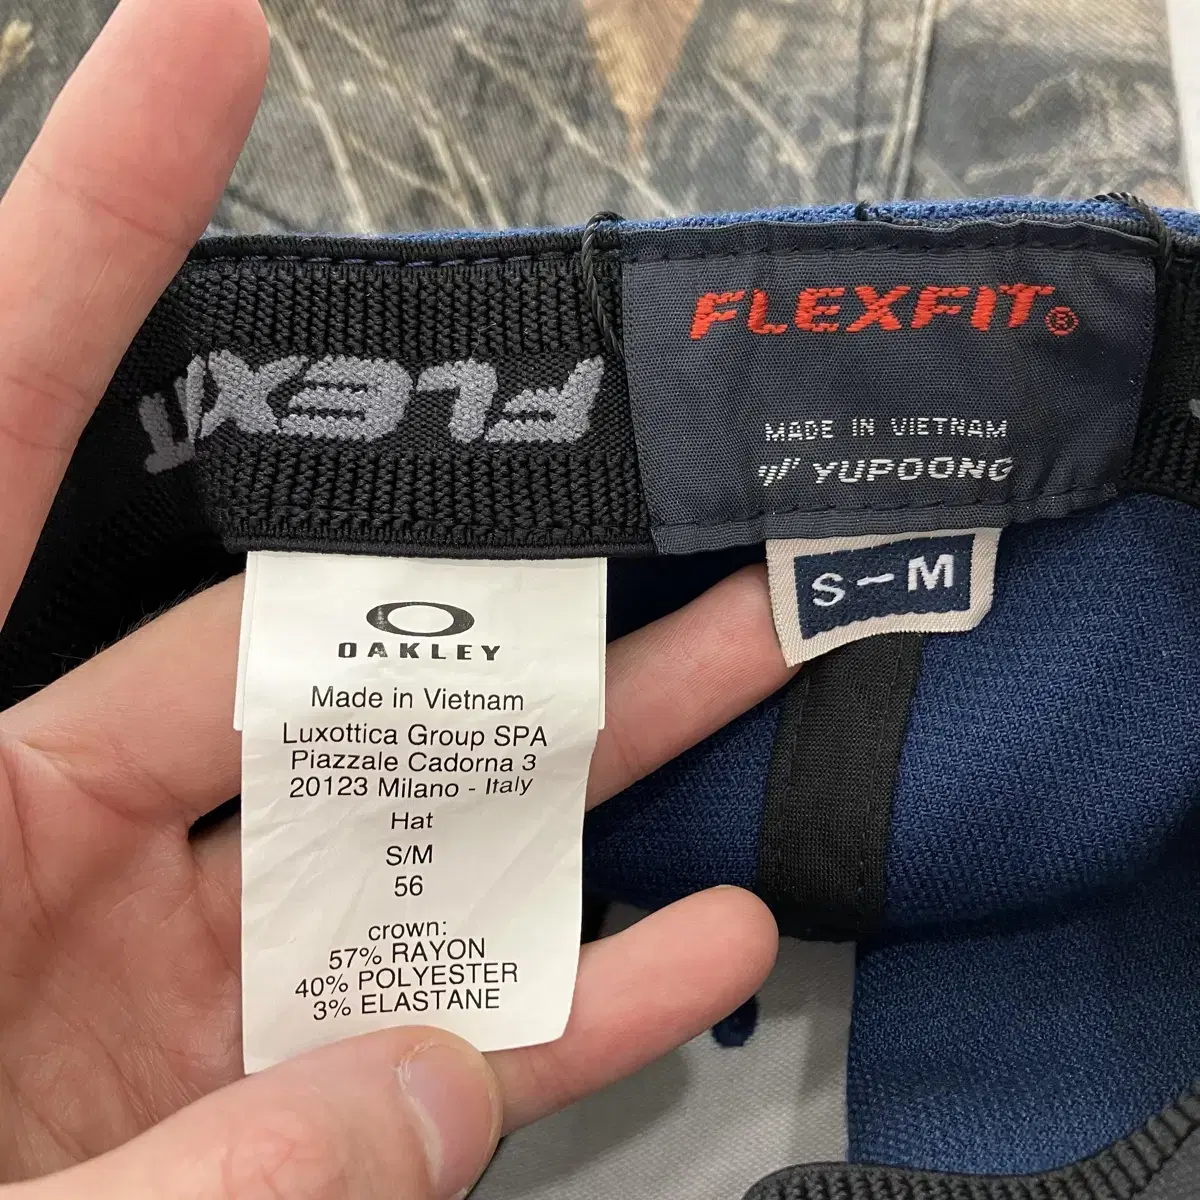 FLEXFIT®
MADE IN VIETNAM
YUPOONG
S-M
FLEXFIT
OAKLEY
Made in Vietnam
Luxottica Group SPA
Piazzale Cadorna 3
20123 Milano - Italy
Hat
S/M
56
crown:
57% RAYON
40% POLYESTER
3% ELASTANE